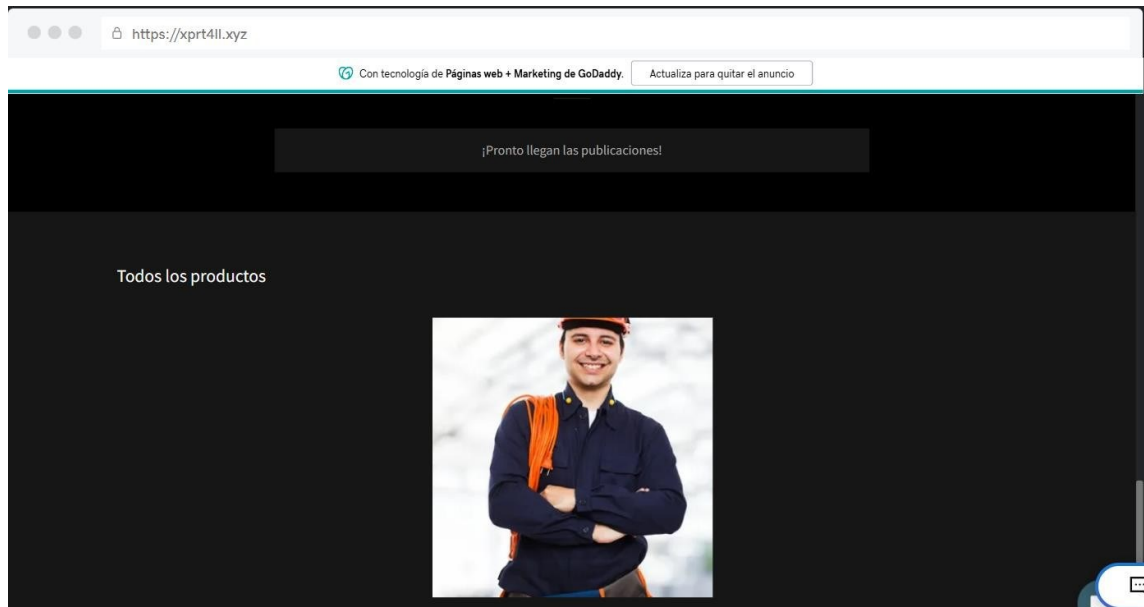 https://xprt4ll.xyz
Con tecnología de Páginas web + Marketing de GoDaddy.
Actualiza para quitar el anuncio
¡Pronto llegan las publicaciones!
Todos los productos